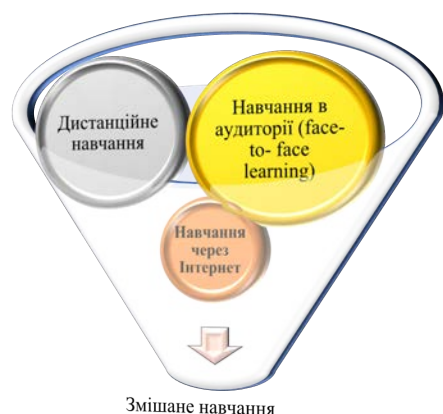 Дистанційне
навчання
Навчання в
аудиторії (face-
to- face
learning)
Навчання
через
Інтернет
Змішане навчання